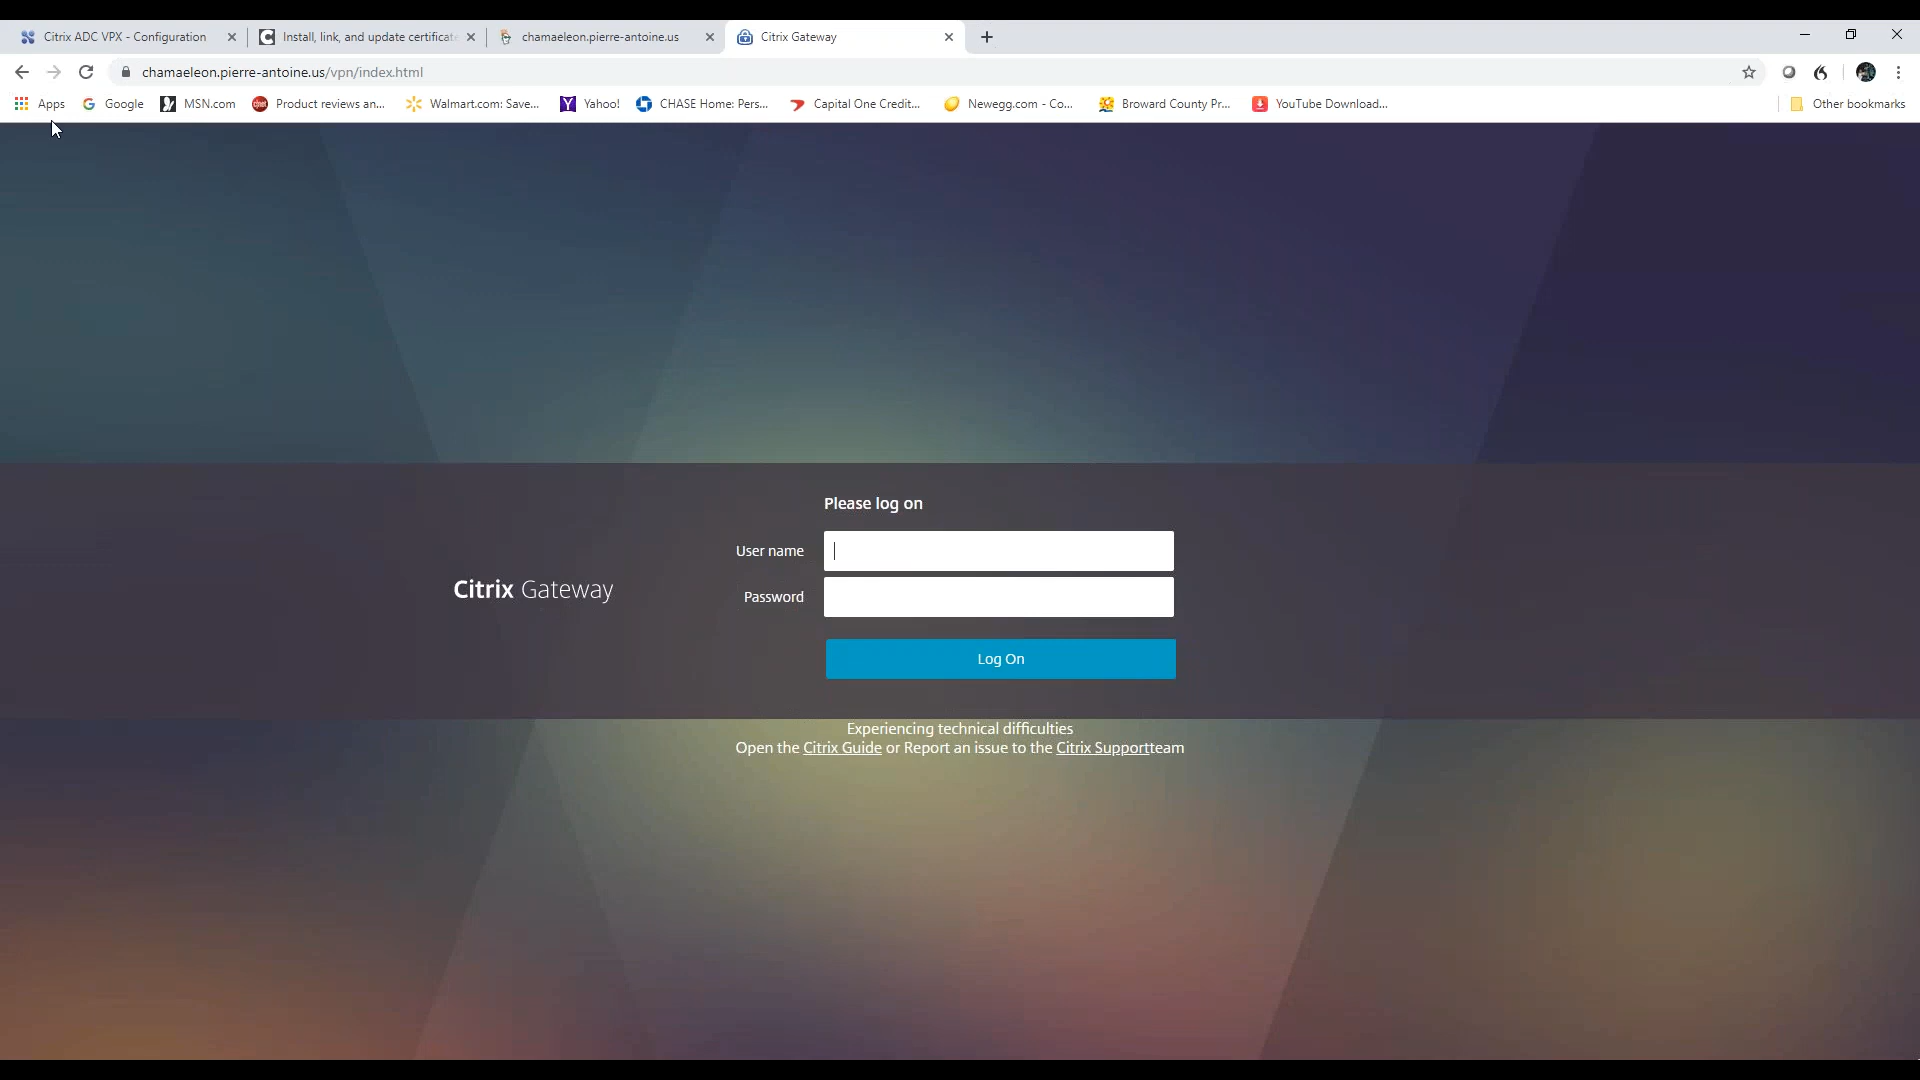 Citrix ADC VPX - Configuration
Install, link, and update certificate
chamaeleon.pierre-antoine.us
Citrix Gateway
chamaeleon.pierre-antoine.us/vpn/index.html
Apps
Google
MSN.com
Product reviews an...
Walmart.com: Save...
Yahoo!
CHASE Home: Pers...
Capital One Credit...
Newegg.com - Co...
Broward County Pr...
YouTube Download...
Other bookmarks
Please log on
User name
Citrix Gateway
Password
Log On
Experiencing technical difficulties
Open the Citrix Guide or Report an issue to the Citrix Supportteam